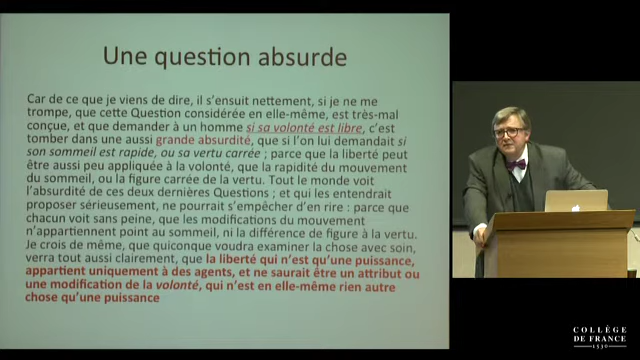 Une question absurde
Car de ce que je viens de dire, il s'ensuit nettement, si je ne me
trompe, que cette Question considérée en elle-même, est très-mal
conçue, et que demander à un homme si sa volonté est libre, c'est
tomber dans une aussi grande absurdité, que si l'on lui demandait si
son sommeil est rapide, ou sa vertu carrée ; parce que la liberté peut
être aussi peu appliquée à la volonté, que la rapidité du mouvement
du sommeil, ou la figure carrée de la vertu. Tout le monde voit
l'absurdité de ces deux dernières Questions ; et qui les entendrait
proposer sérieusement, ne pourrait s'empêcher d'en rire : parce que
chacun voit sans peine, que les modifications du mouvement
n'appartiennent point au sommeil, ni la différence de figure à la vertu.
Je crois de même, que quiconque voudra examiner la chose avec soin,
verra tout aussi clairement, que la liberté qui n'est qu'une puissance,
appartient uniquement à des agents, et ne saurait être un attribut ou
une modification de la volonté, qui n'est en elle-même rien autre
chose qu'une puissance
COLLÈGE
DE FRANCE
1530